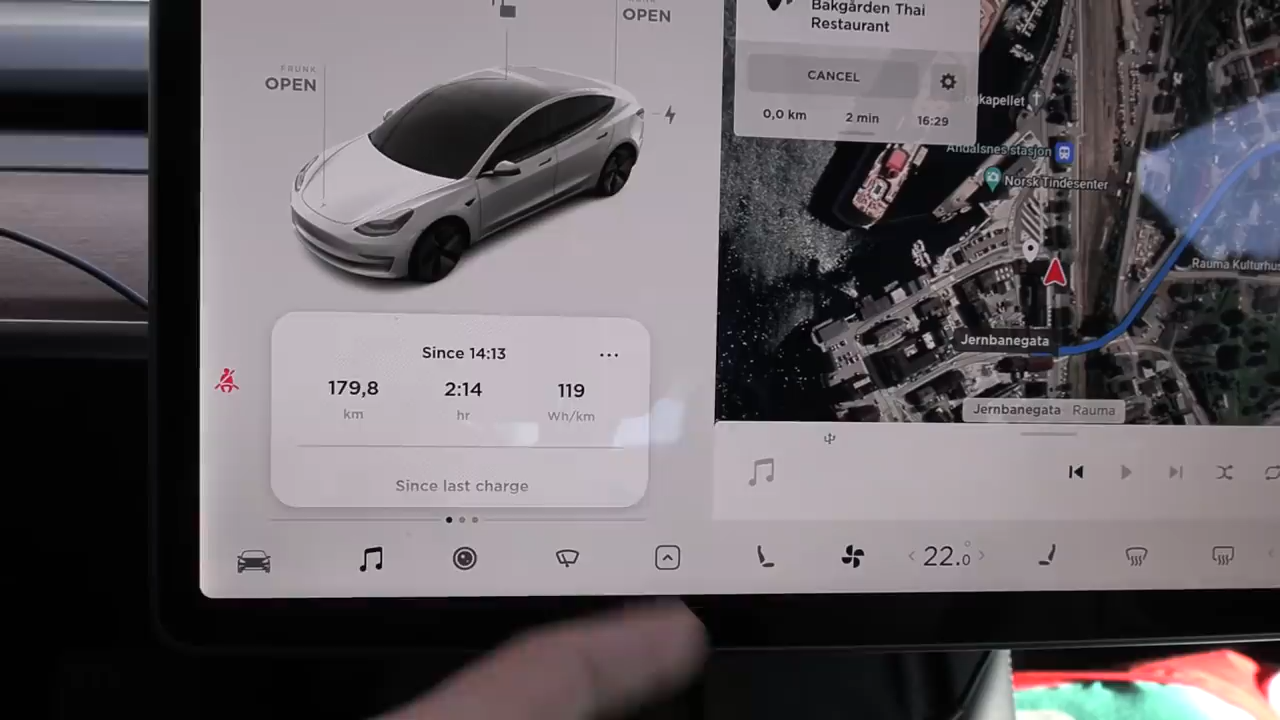 OPEN
FRUNK
OPEN
Bakgården Thai
Restaurant
CANCEL
0,0 km
2 min
16:29
gkapellet
Åndalsnes stasjon
Norsk Tindesenter
Rauma Kulturhus
Jernbanegata
Jernbanegata Rauma
Since 14:13
179,8
2:14
119
km
hr
Wh/km
Since last charge
22.0